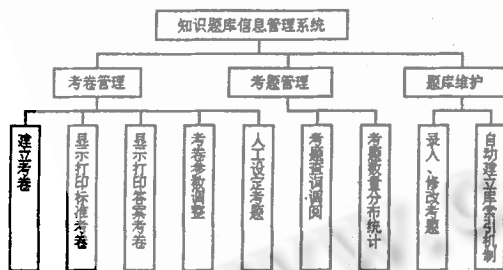 知识题库信息管理系统
考卷管理
考题管理
题库维护
建立考卷
显示打印标准考卷
显示打印答案考卷
考卷参数调整
人工设定考题
考题查询调阅
考题数量分布统计
录入、修改考题
自动建立库索引机制